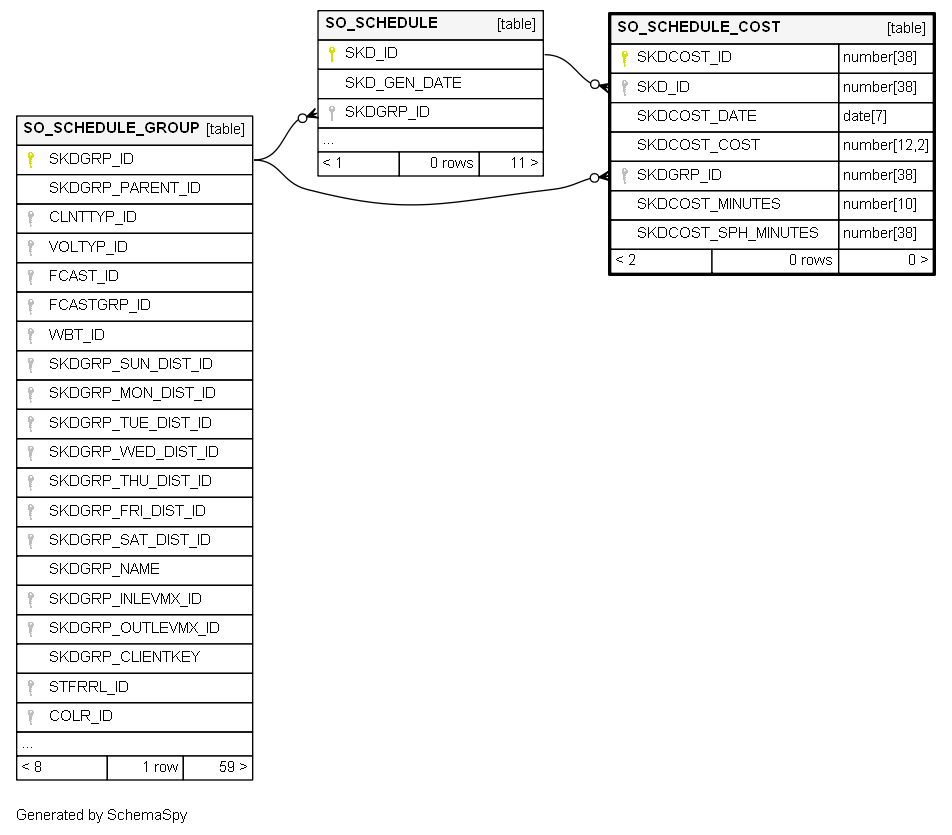 SO_SCHEDULE_GROUP [table]
SKDGRP_ID
SKDGRP_PARENT_ID
CLNTTYP_ID
VOLTYP_ID
FCAST_ID
FCASTGRP_ID
WBT_ID
SKDGRP_SUN_DIST_ID
SKDGRP_MON_DIST_ID
SKDGRP_TUE_DIST_ID
SKDGRP_WED_DIST_ID
SKDGRP_THU_DIST_ID
SKDGRP_FRI_DIST_ID
SKDGRP_SAT_DIST_ID
SKDGRP_NAME
SKDGRP_INLEVMX_ID
SKDGRP_OUTLEVMX_ID
SKDGRP_CLIENTKEY
STFRRL_ID
COLR_ID
...
< 8 1 row 59 >
SO_SCHEDULE [table]
SKD_ID
SKD_GEN_DATE
SKDGRP_ID
...
< 1 0 rows 11 >
SO_SCHEDULE_COST [table]
SKDCOST_ID number[38]
SKD_ID number[38]
SKDCOST_DATE date[7]
SKDCOST_COST number[12,2]
SKDGRP_ID number[38]
SKDCOST_MINUTES number[10]
SKDCOST_SPH_MINUTES number[38]
< 2 0 rows 0 >
Generated by SchemaSpy